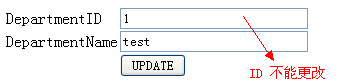 DepartmentID 1
DepartmentName test
UPDATE
ID 不能更改